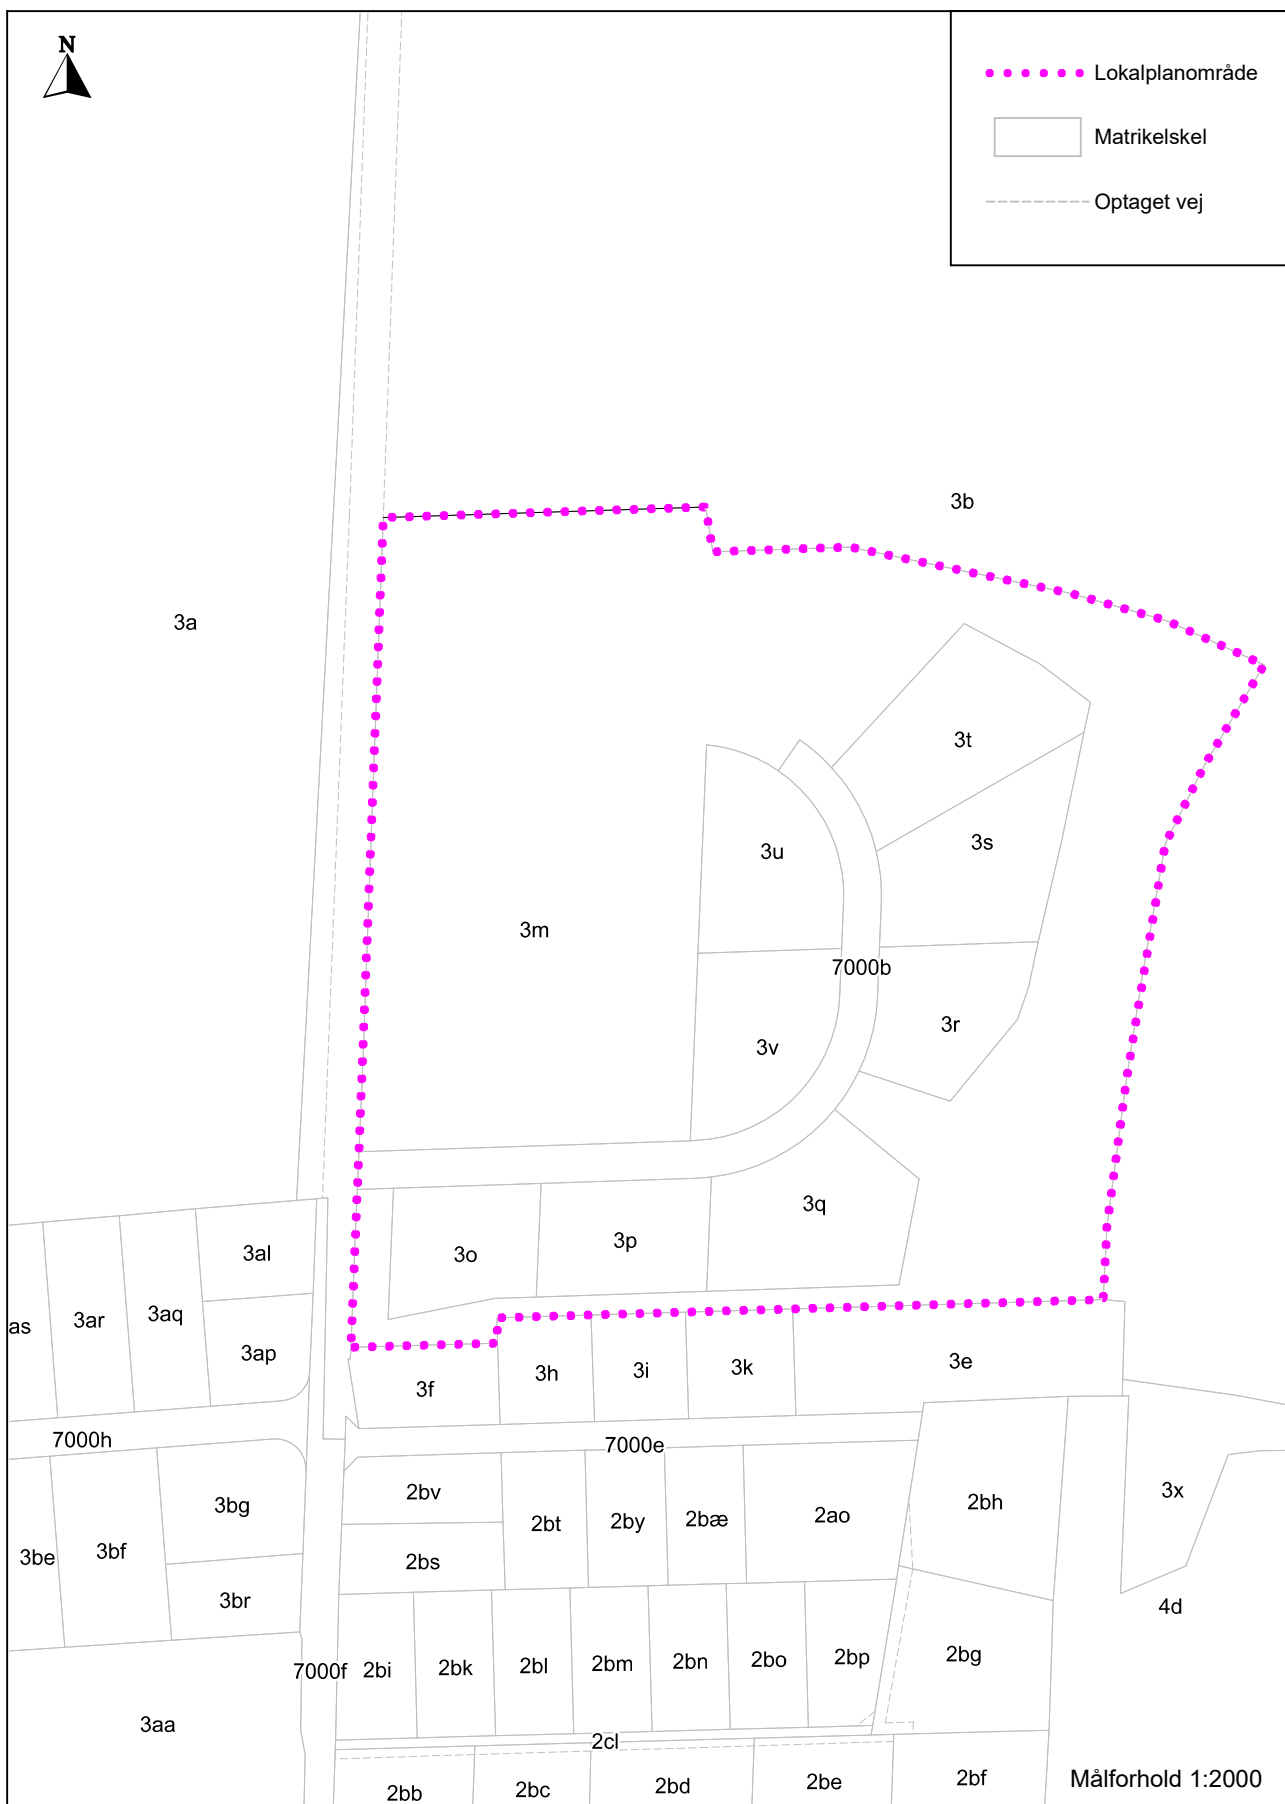 N
Lokalplanområde
Matrikelskel
Optaget vej
3b
3a
3t
3s
3u
3m
7000b
3r
3v
3q
3p
3o
3al
3aq
3ar
as
3ap
3h
3i
3k
3e
3f
7000h
7000e
2bv
3x
2bh
3bg
2bt
2by
2bæ
2ao
3be
3bf
2bs
3br
4d
2bg
7000f
2bi
2bk
2bl
2bm
2bn
2bo
2bp
3aa
2cl
2bb
2bc
2bd
2be
2bf
Målforhold 1:2000